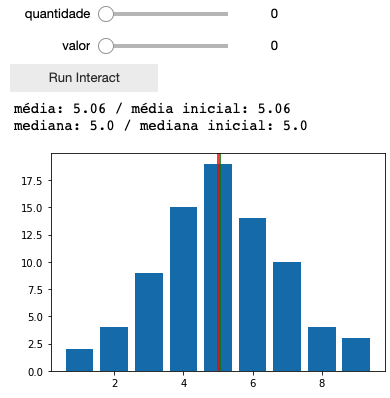 quantidade 0
valor 0
Run Interact
média: 5.06 / média inicial: 5.06
mediana: 5.0 / mediana inicial: 5.0
17.5
15.0
12.5
10.0
7.5
5.0
2.5
0.0
2 4 6 8